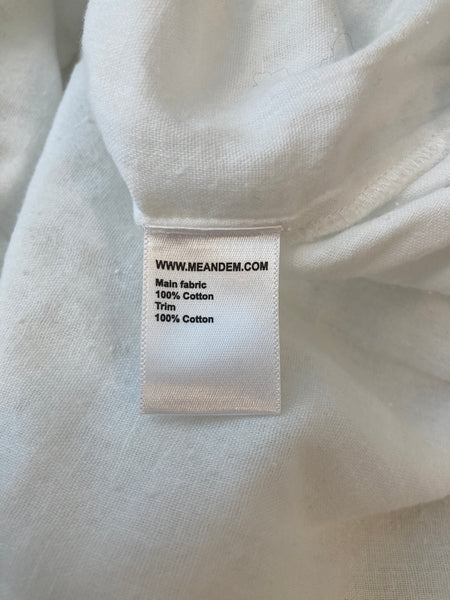 WWW.MEANDEM.COM
Main fabric
100% Cotton
Trim
100% Cotton